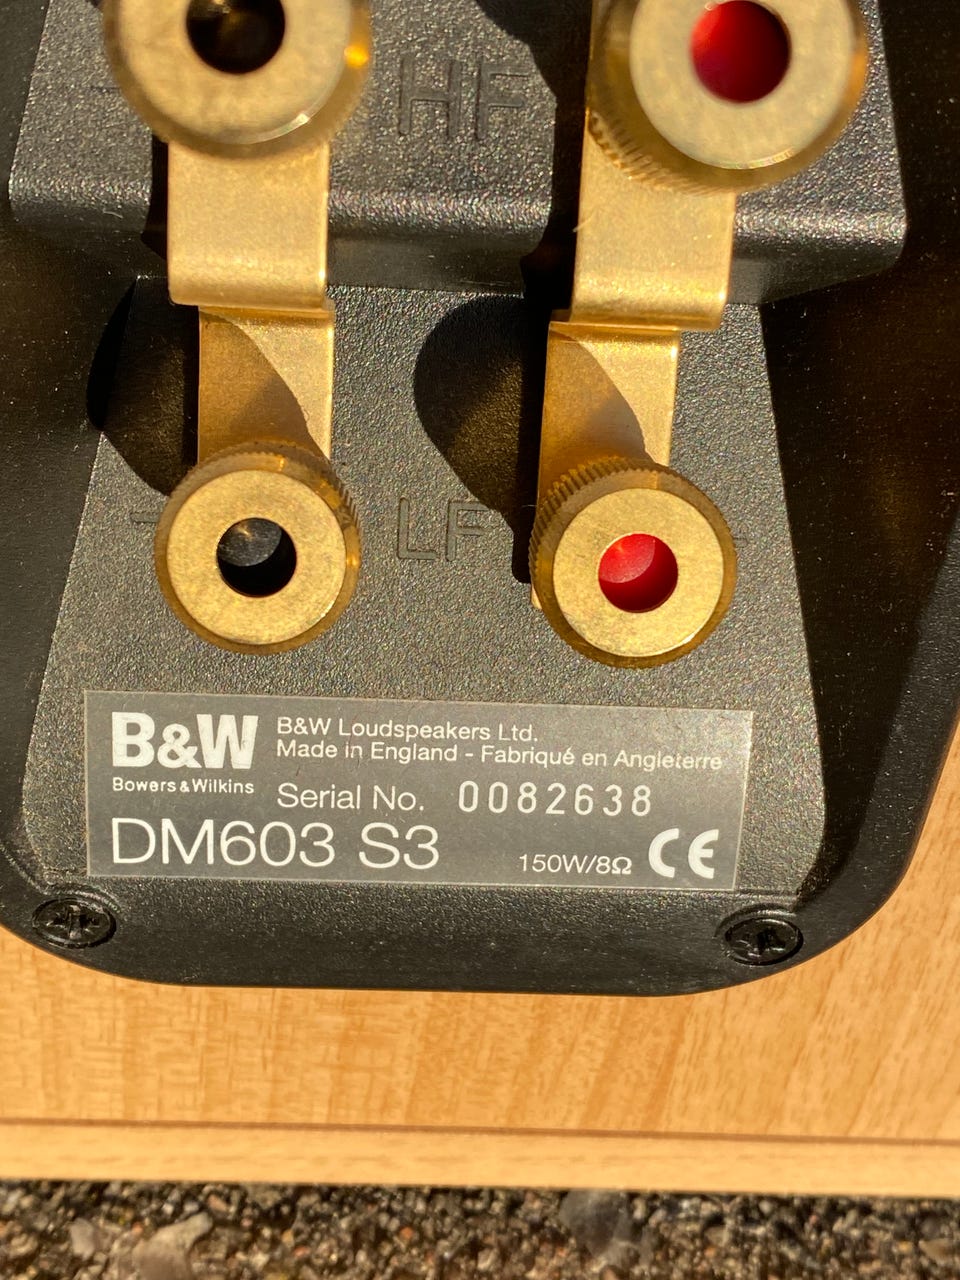 HF
LF
B&W
Bowers & Wilkins
B&W Loudspeakers Ltd.
Made in England - Fabriqué en Angleterre
Serial No. 0082638
DM603 S3
150W/8Ω
CE